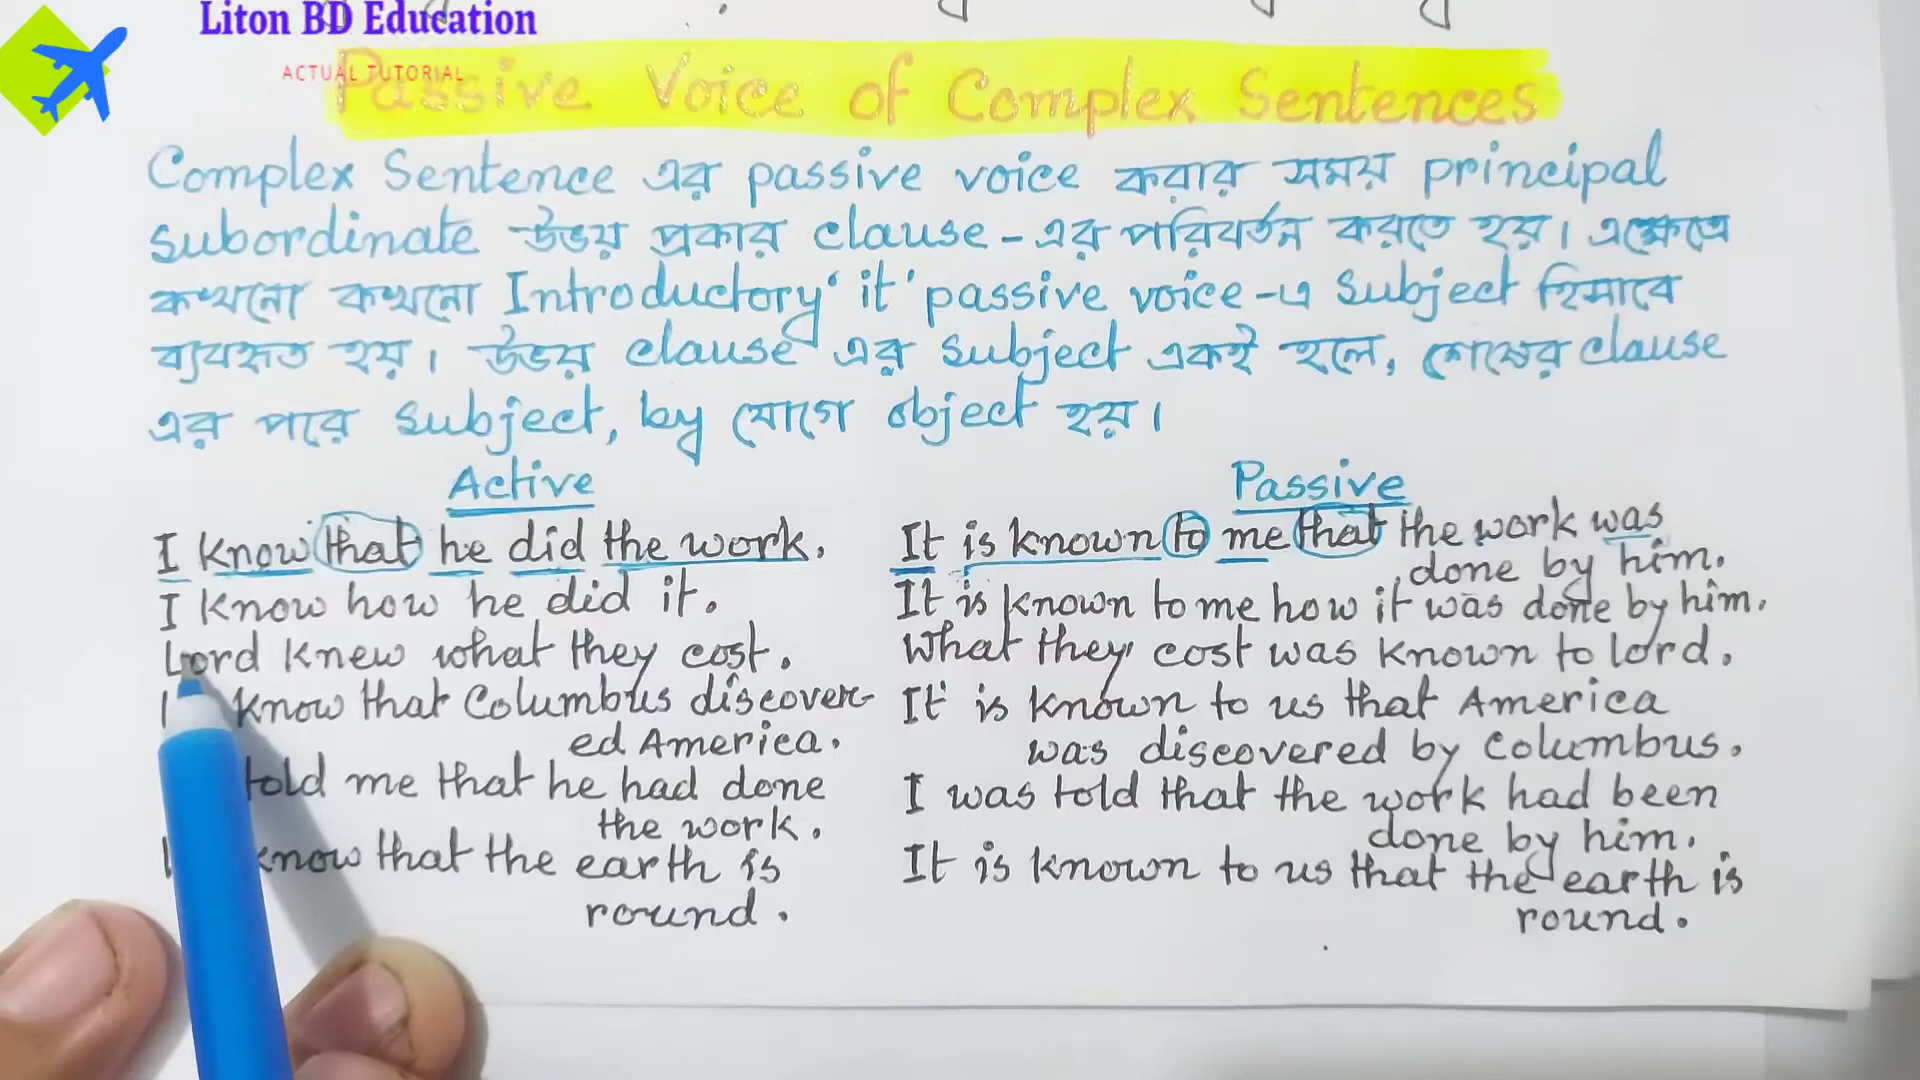 Liton BD Education
ACTUAL TUTORIAL
Passive Voice of Complex Sentences
Complex Sentence এর passive voice করার সময় principal
subordinate উভয় প্রকার clause-এর পরিবর্তন করতে হয়। এক্ষেত্রে
কখনো কখনো Introductory 'it' passive voice-এ subject হিসাবে
ব্যবহৃত হয়। উভয় clause এর subject একই হলে, শেষের clause
এর পরে subject, by যোগে object হয়।
Active Passive
I know that he did the work. It is known to me that the work was
done by him.
I know how he did it. It is known to me how it was done by him.
Lord knew what they cost. What they cost was known to lord.
know that Columbus discover- It is known to us that America
ed America. was discovered by Columbus.
told me that he had done I was told that the work had been
the work. done by him.
know that the earth is It is known to us that the earth is
round. round.